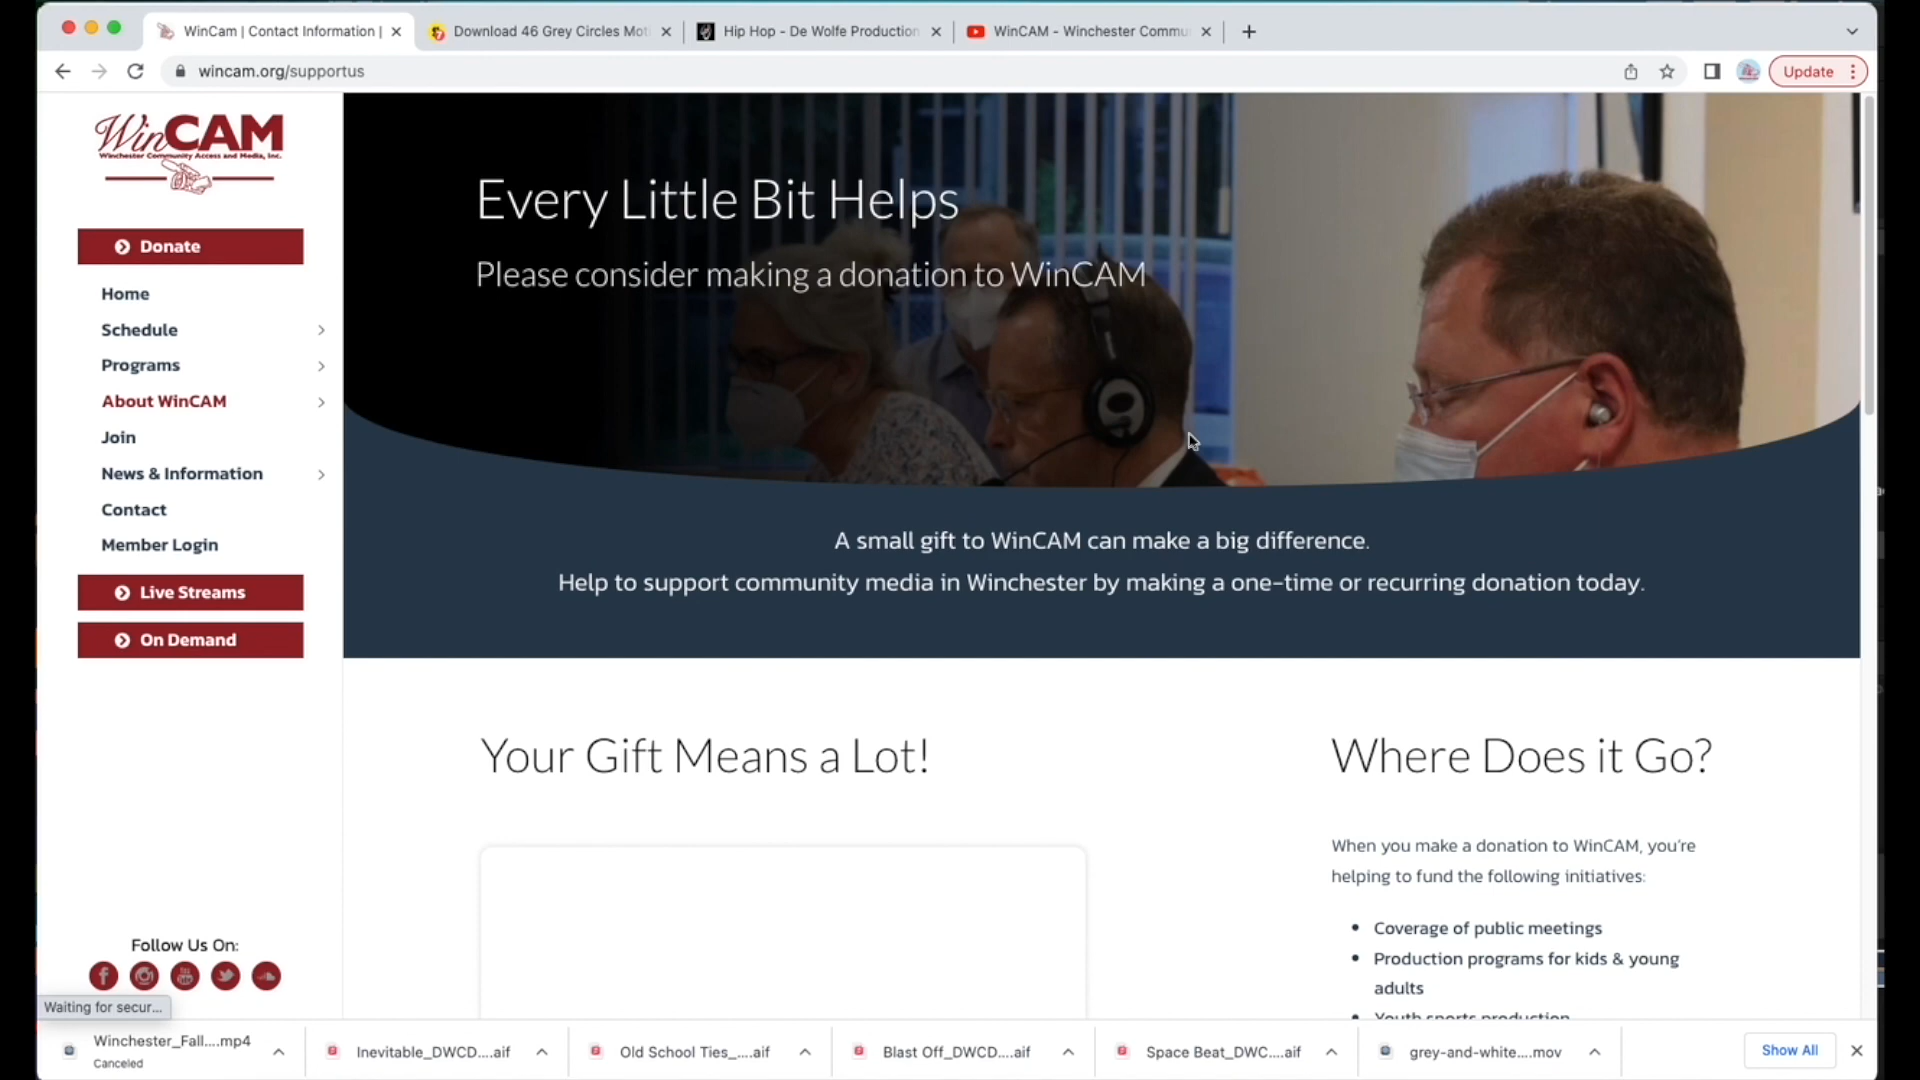 WinCam | Contact Information |
Download 46 Grey Circles Mot
Hip Hop - De Wolfe Production
WinCAM - Winchester Commu
wincam.org/supportus
Update
WinCAM
Winchester Community Access and Media, Inc.
Donate
Home
Schedule
Programs
About WinCAM
Join
News & Information
Contact
Member Login
Live Streams
On Demand
Follow Us On:
Every Little Bit Helps
Please consider making a donation to WinCAM
A small gift to WinCAM can make a big difference.
Help to support community media in Winchester by making a one-time or recurring donation today.
Your Gift Means a Lot!
Where Does it Go?
When you make a donation to WinCAM, you're
helping to fund the following initiatives:
• Coverage of public meetings
• Production programs for kids & young
adults
• Youth sports production
Waiting for secur...
Winchester_Fall....mp4
Canceled
Inevitable_DWCD....aif
Old School Ties_....aif
Blast Off_DWCD....aif
Space Beat_DWC....aif
grey-and-white....mov
Show All